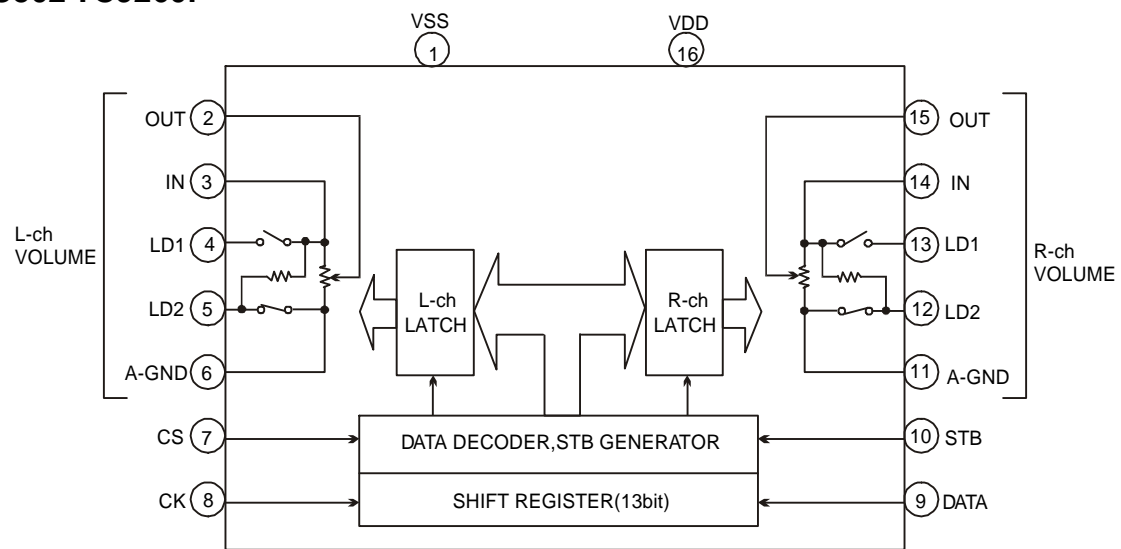 VSS
VDD
1
16
OUT 2
15 OUT
IN 3
14 IN
L-ch
VOLUME
LD1 4
13 LD1
R-ch
VOLUME
L-ch
LATCH
R-ch
LATCH
LD2 5
12 LD2
A-GND 6
11 A-GND
CS 7
DATA DECODER,STB GENERATOR
10 STB
CK 8
SHIFT REGISTER(13bit)
9 DATA